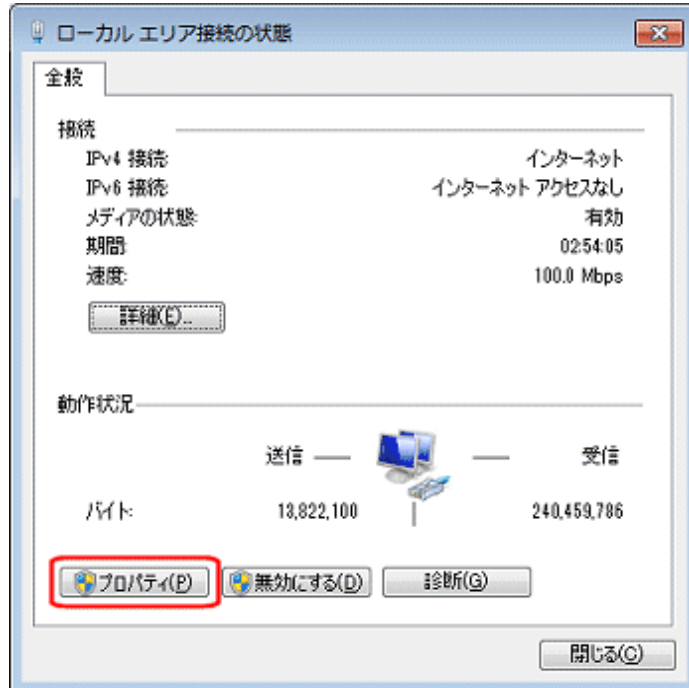 ローカル エリア接続の状態
全般
接続
IPv4 接続: インターネット
IPv6 接続: インターネット アクセスなし
メディアの状態: 有効
期間: 02:54:05
速度: 100.0 Mbps
詳細(E)...
動作状況
送信 受信
バイト: 13,822,100 240,459,786
プロパティ(P) 無効にする(D) 診断(G)
閉じる(C)